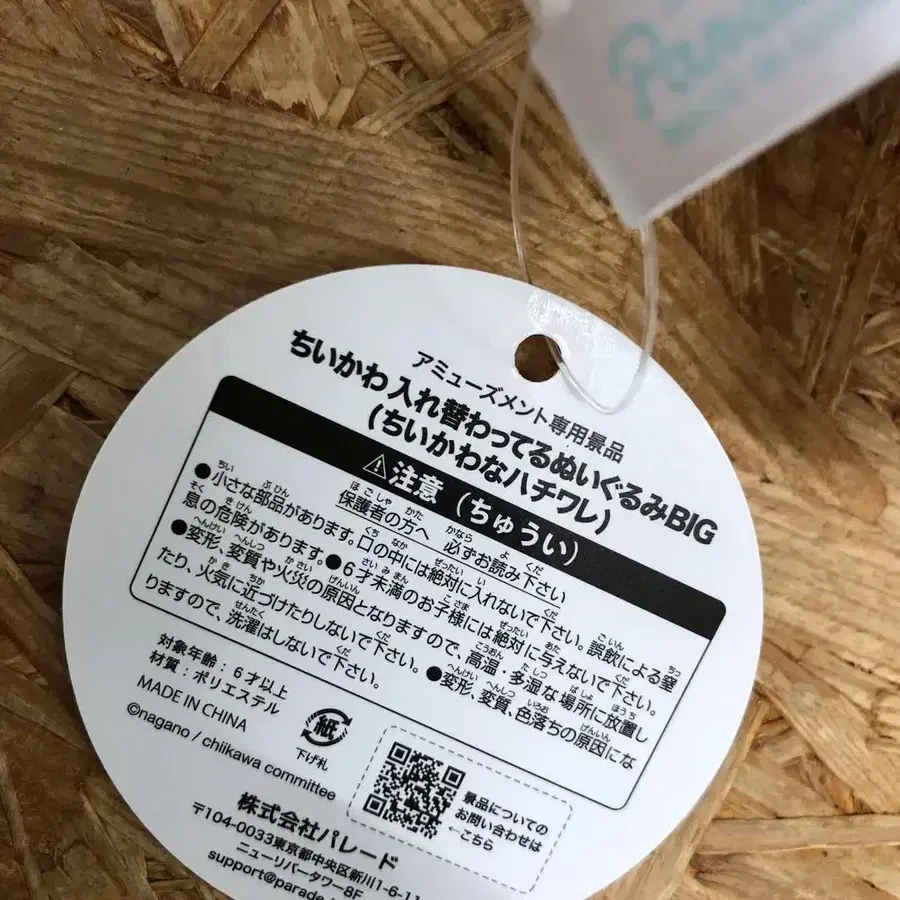 アミューズメント専用景品
ちいかわ 入れ替わってるぬいぐるみBIG
(ちいかわなハチワレ)
⚠注意(ちゅうい)
保護者の方へ 必ずお読み下さい
●小さな部品があります。口の中には絶対に入れないで下さい。誤飲による窒
息の危険があります。●6才未満のお子様には絶対に与えないで下さい。
●変形、変質や火災の原因となりますので、高温・多湿な場所に放置し
たり、火気に近づけたりしないで下さい。●変形、変質、色落ちの原因にな
りますので、洗濯はしないで下さい。
対象年齢:6才以上
材質:ポリエステル
MADE IN CHINA
©nagano / chiikawa committee
紙
下げ札
景品についての
お問い合わせは
←こちら
株式会社パレード
〒104-0033東京都中央区新川1-6-11
ニューリバータワー8F
support@parade.